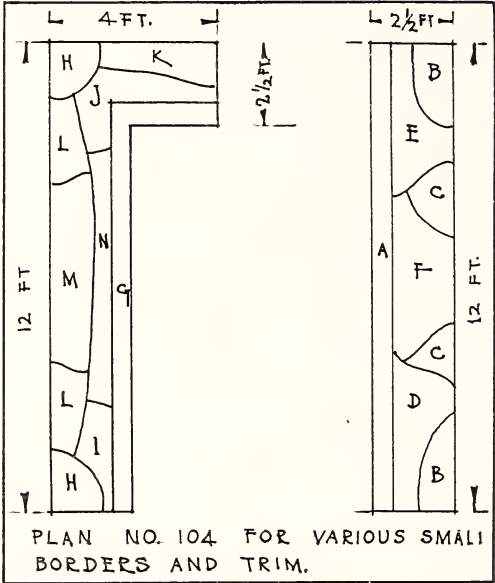 4 FT.
2½ FT
H
K
B
J
2½ FT.
E
L
C
N
A
M
G
F
12 FT
12 FT.
C
L
D
I
H
B
PLAN NO. 104 FOR VARIOUS SMALL
BORDERS AND TRIM.